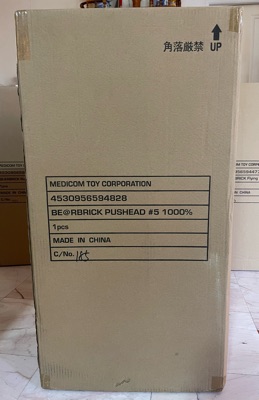 角落厳禁 UP
MEDICOM TOY CORPORATION
4530956594828
BE@RBRICK PUSHEAD #5 1000%
1pcs
MADE IN CHINA
C/No. 185